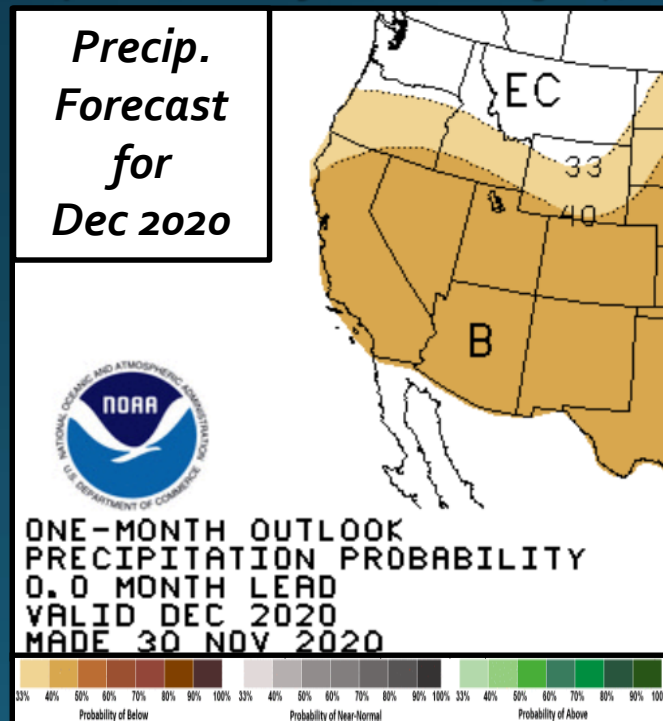 Precip.
Forecast
for
Dec 2020
EC
33
40
B
NATIONAL OCEANIC AND ATMOSPHERIC ADMINISTRATION
NOAA
U.S. DEPARTMENT OF COMMERCE
ONE-MONTH OUTLOOK
PRECIPITATION PROBABILITY
0.0 MONTH LEAD
VALID DEC 2020
MADE 30 NOV 2020
33% 40% 50% 60% 70% 80% 90% 100% 33% 40% 50% 60% 70% 80% 90% 100% 33% 40% 50% 60% 70% 80% 90% 100
Probability of Below Probability of Near-Normal Probability of Above